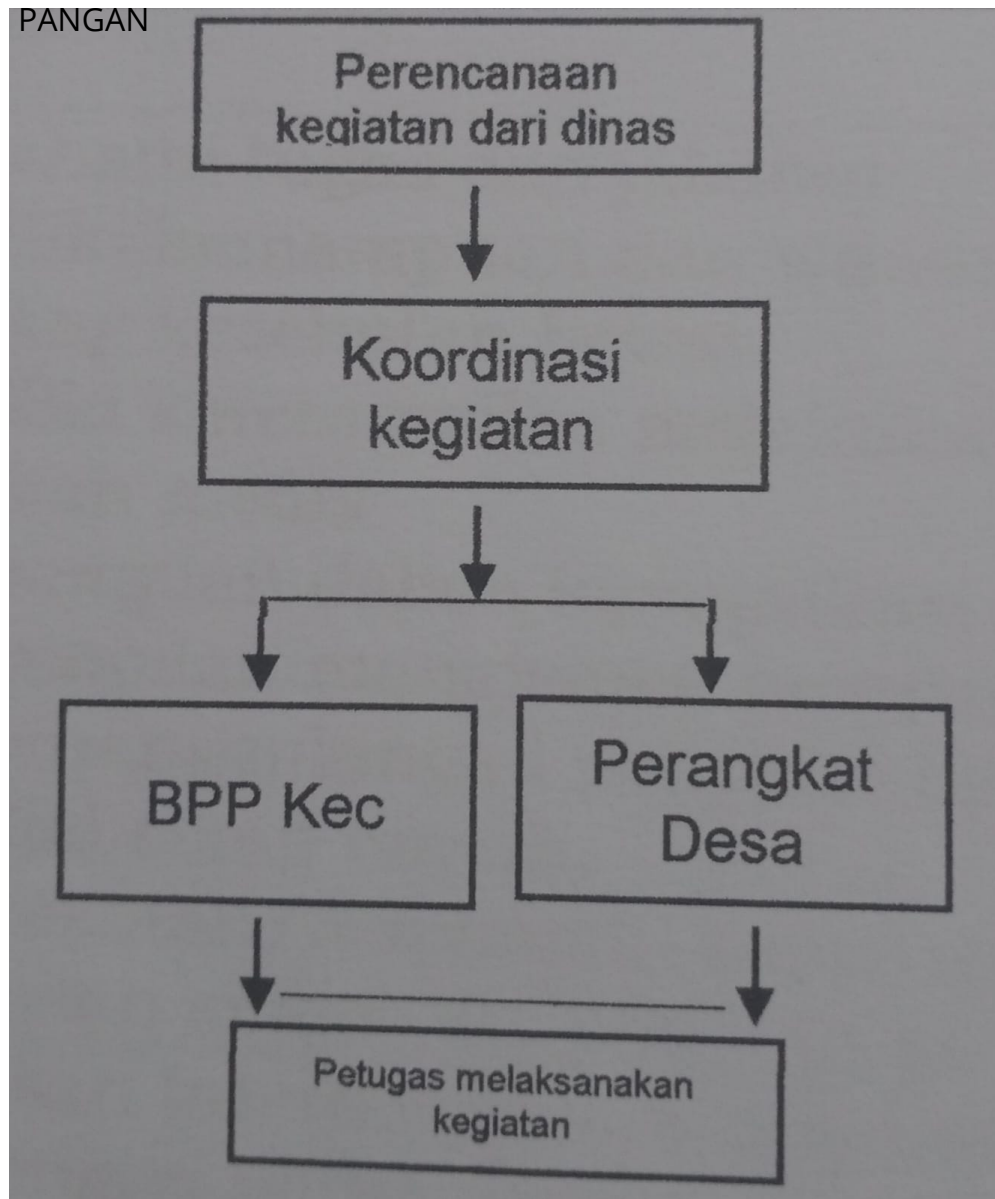 PANGAN
Perencanaan
kegiatan dari dinas
Koordinasi
kegiatan
BPP Kec
Perangkat
Desa
Petugas melaksanakan
kegiatan